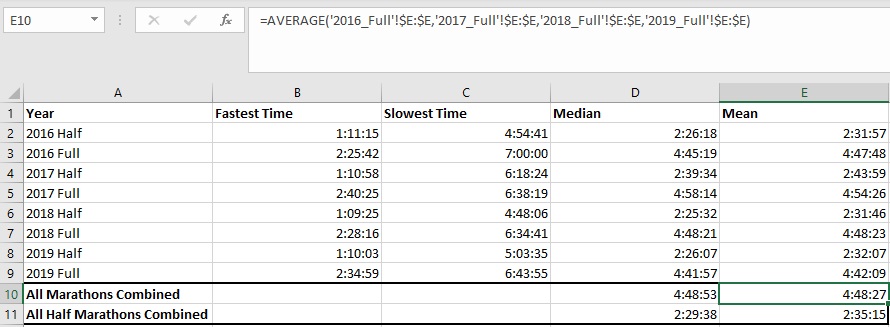 E10 fx =AVERAGE('2016_Full'!$E:$E,'2017_Full'!$E:$E,'2018_Full'!$E:$E,'2019_Full'!$E:$E)
A B C D E
1 Year Fastest Time Slowest Time Median Mean
2 2016 Half 1:11:15 4:54:41 2:26:18 2:31:57
3 2016 Full 2:25:42 7:00:00 4:45:19 4:47:48
4 2017 Half 1:10:58 6:18:24 2:39:34 2:43:59
5 2017 Full 2:40:25 6:38:19 4:58:14 4:54:26
6 2018 Half 1:09:25 4:48:06 2:25:32 2:31:46
7 2018 Full 2:28:16 6:34:41 4:48:21 4:48:23
8 2019 Half 1:10:03 5:03:35 2:26:07 2:32:07
9 2019 Full 2:34:59 6:43:55 4:41:57 4:42:09
10 All Marathons Combined 4:48:53 4:48:27
11 All Half Marathons Combined 2:29:38 2:35:15